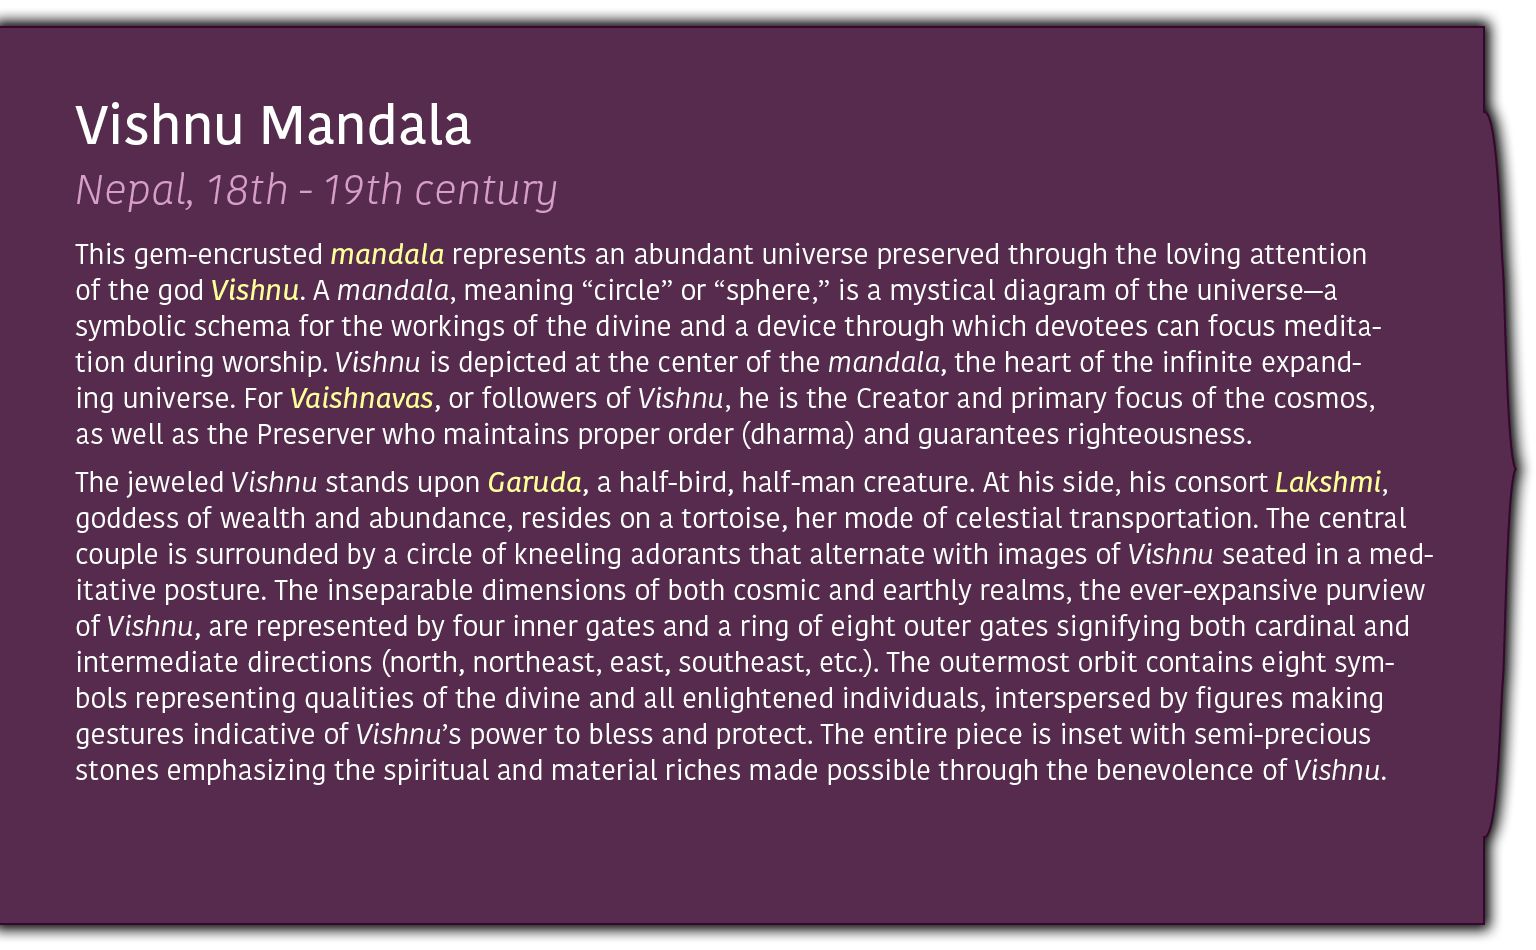 Vishnu Mandala
Nepal, 18th - 19th century
This gem-encrusted mandala represents an abundant universe preserved through the loving attention
of the god Vishnu. A mandala, meaning “circle” or “sphere,” is a mystical diagram of the universe—a
symbolic schema for the workings of the divine and a device through which devotees can focus medita-
tion during worship. Vishnu is depicted at the center of the mandala, the heart of the infinite expand-
ing universe. For Vaishnavas, or followers of Vishnu, he is the Creator and primary focus of the cosmos,
as well as the Preserver who maintains proper order (dharma) and guarantees righteousness.
The jeweled Vishnu stands upon Garuda, a half-bird, half-man creature. At his side, his consort Lakshmi,
goddess of wealth and abundance, resides on a tortoise, her mode of celestial transportation. The central
couple is surrounded by a circle of kneeling adorants that alternate with images of Vishnu seated in a med-
itative posture. The inseparable dimensions of both cosmic and earthly realms, the ever-expansive purview
of Vishnu, are represented by four inner gates and a ring of eight outer gates signifying both cardinal and
intermediate directions (north, northeast, east, southeast, etc.). The outermost orbit contains eight sym-
bols representing qualities of the divine and all enlightened individuals, interspersed by figures making
gestures indicative of Vishnu’s power to bless and protect. The entire piece is inset with semi-precious
stones emphasizing the spiritual and material riches made possible through the benevolence of Vishnu.